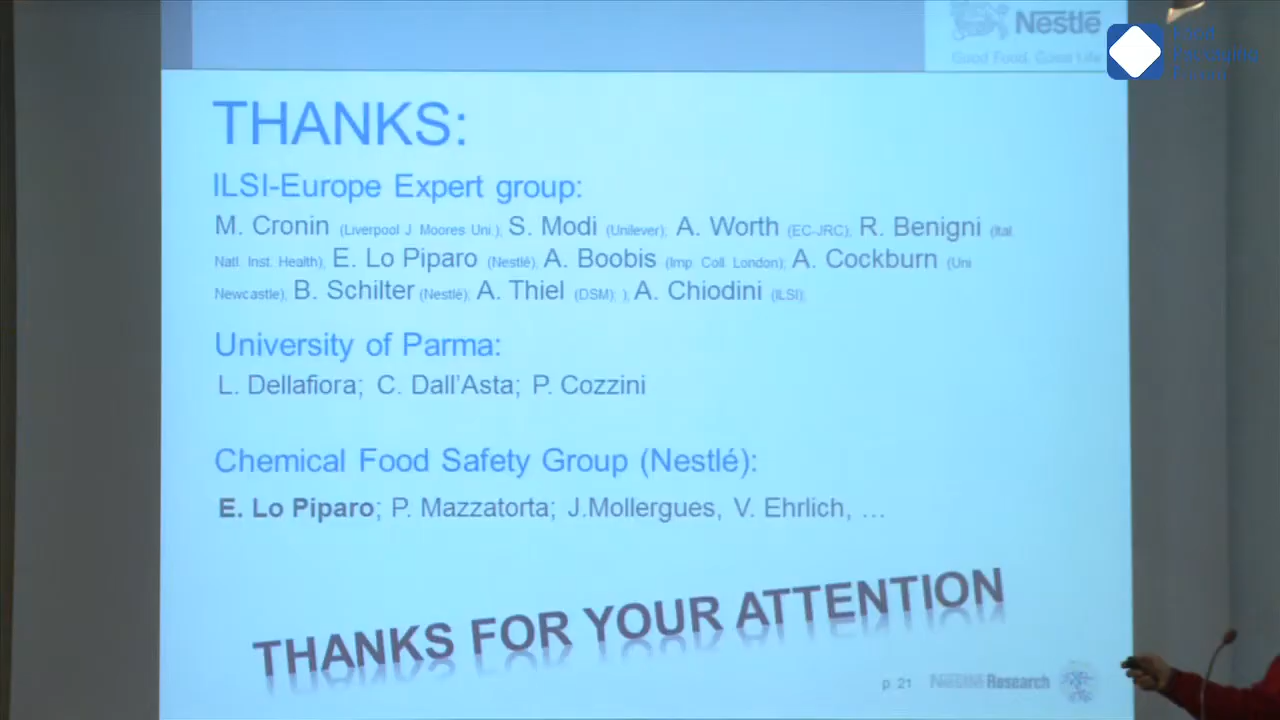 Nestlé
Good Food, Good Life
Food
Packaging
Forum
THANKS:
ILSI-Europe Expert group:
M. Cronin (Liverpool J. Moores Uni.); S. Modi (Unilever); A. Worth (EC-JRC); R. Benigni (Ital.
Natl. Inst. Health); E. Lo Piparo (Nestlé); A. Boobis (Imp. Coll. London); A. Cockburn (Uni
Newcastle); B. Schilter (Nestlé); A. Thiel (DSM); ); A. Chiodini (ILSI);
University of Parma:
L. Dellafiora; C. Dall'Asta; P. Cozzini
Chemical Food Safety Group (Nestlé):
E. Lo Piparo; P. Mazzatorta; J.Mollergues, V. Ehrlich, …
THANKS FOR YOUR ATTENTION
p. 21
Nestlé Research